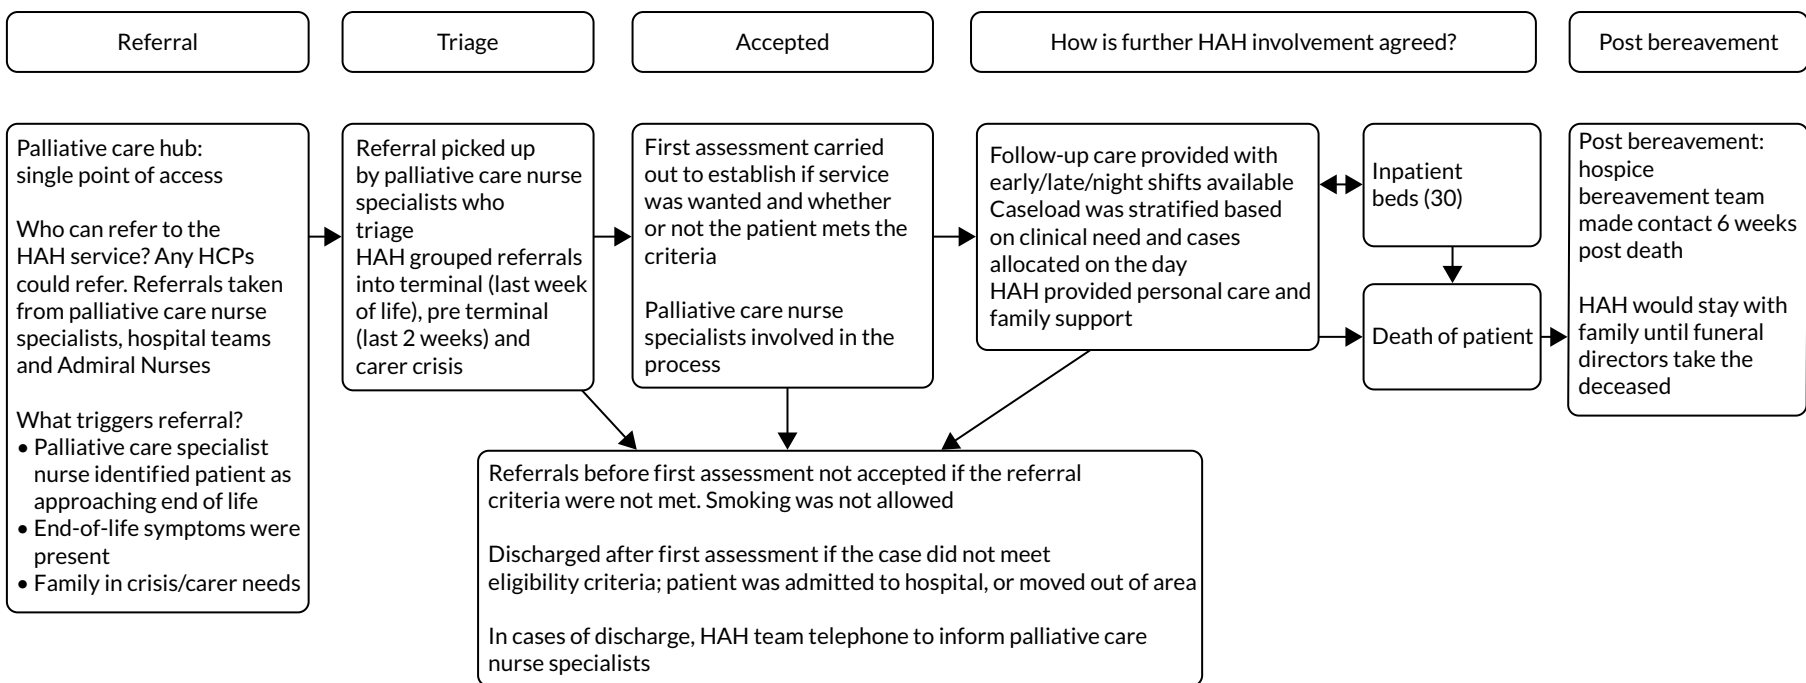 Referral
Triage
Accepted
How is further HAH involvement agreed?
Post bereavement
Palliative care hub:
single point of access
Who can refer to the
HAH service? Any HCPs
could refer. Referrals taken
from palliative care nurse
specialists, hospital teams
and Admiral Nurses
What triggers referral?
• Palliative care specialist
nurse identified patient as
approaching end of life
• End-of-life symptoms were
present
• Family in crisis/carer needs
Referral picked up
by palliative care nurse
specialists who
triage
HAH grouped referrals
into terminal (last week
of life), pre terminal
(last 2 weeks) and
carer crisis
First assessment carried
out to establish if service
was wanted and whether
or not the patient mets the
criteria
Palliative care nurse
specialists involved in the
process
Follow-up care provided with
early/late/night shifts available
Caseload was stratified based
on clinical need and cases
allocated on the day
HAH provided personal care and
family support
Inpatient
beds (30)
Death of patient
Post bereavement:
hospice
bereavement team
made contact 6 weeks
post death
HAH would stay with
family until funeral
directors take the
deceased
Referrals before first assessment not accepted if the referral
criteria were not met. Smoking was not allowed
Discharged after first assessment if the case did not meet
eligibility criteria; patient was admitted to hospital, or moved out of area
In cases of discharge, HAH team telephone to inform palliative care
nurse specialists